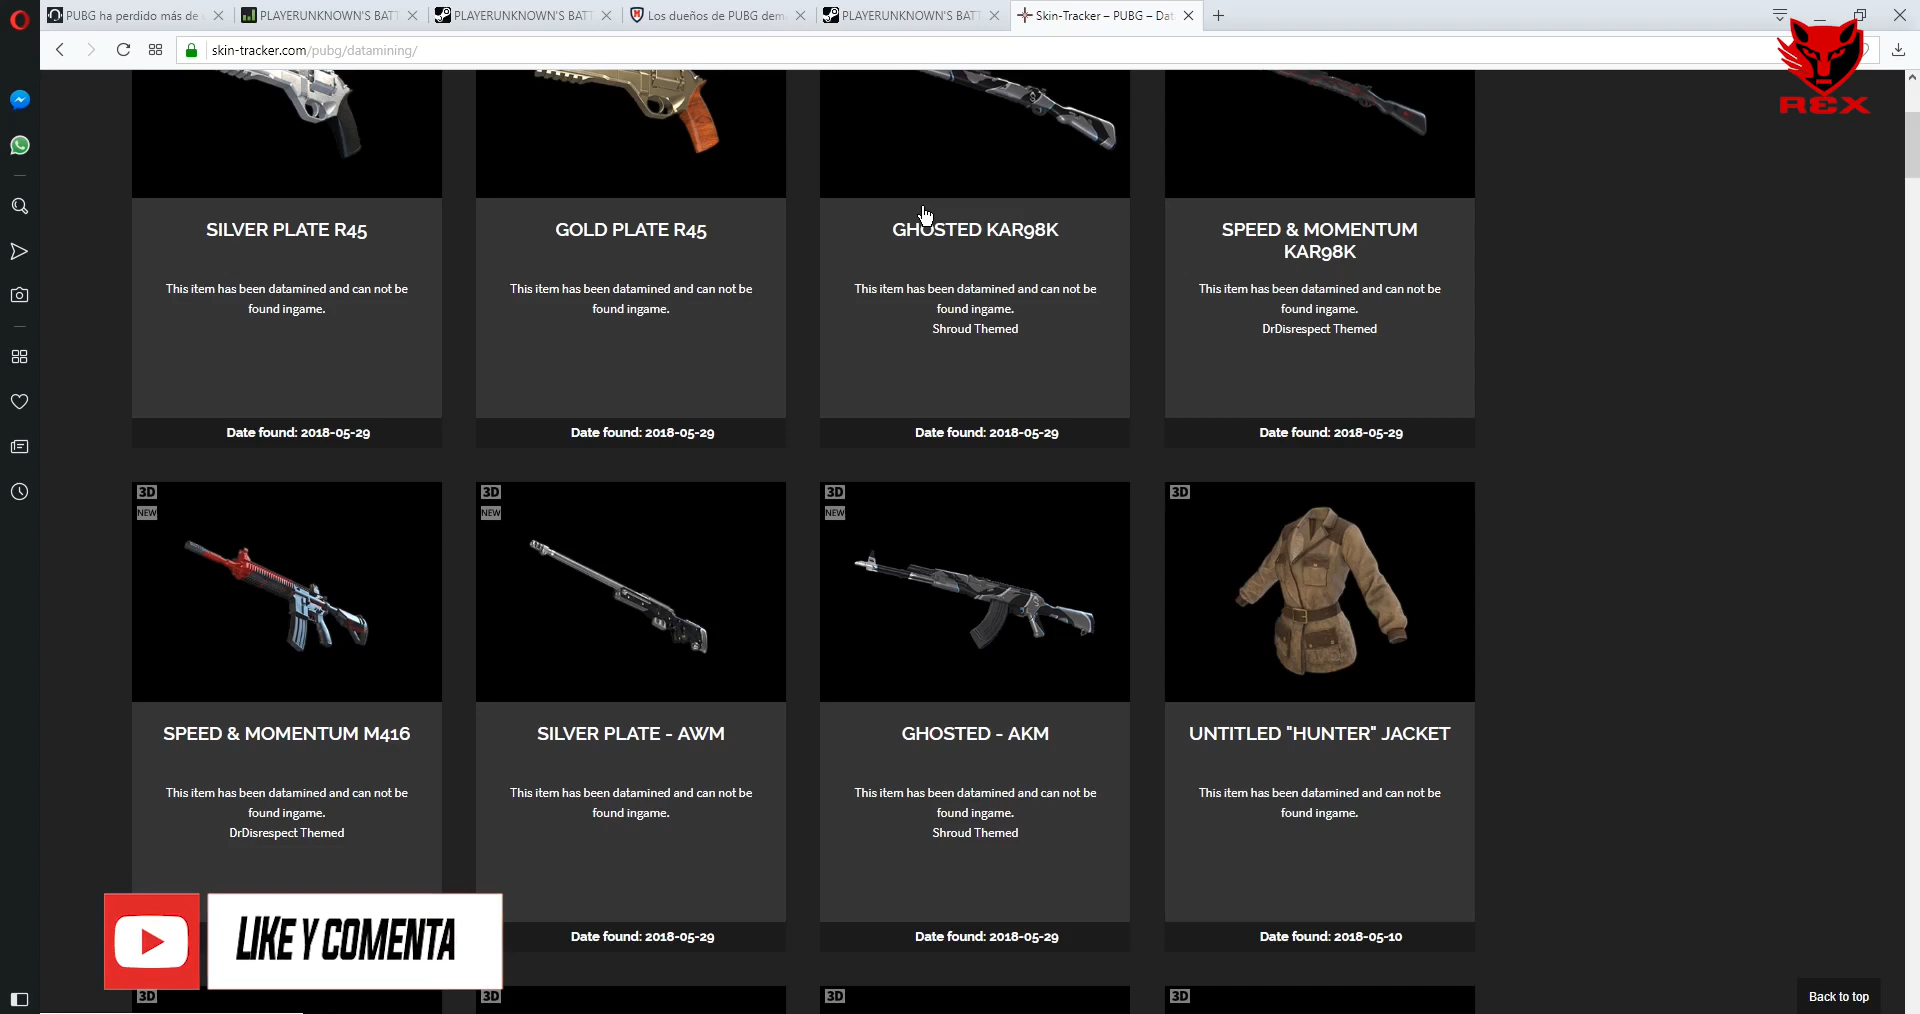 PUBG ha perdido más de
PLAYERUNKNOWN'S BATT
PLAYERUNKNOWN'S BATT
Los dueños de PUBG dem
PLAYERUNKNOWN'S BATT
Skin-Tracker – PUBG – Dat
skin-tracker.com/pubg/datamining/
REX
SILVER PLATE R45
This item has been datamined and can not be
found ingame.
Date found: 2018-05-29
GOLD PLATE R45
This item has been datamined and can not be
found ingame.
Date found: 2018-05-29
GHOSTED KAR98K
This item has been datamined and can not be
found ingame.
Shroud Themed
Date found: 2018-05-29
SPEED & MOMENTUM
KAR98K
This item has been datamined and can not be
found ingame.
DrDisrespect Themed
Date found: 2018-05-29
3D
NEW
SPEED & MOMENTUM M416
This item has been datamined and can not be
found ingame.
DrDisrespect Themed
3D
NEW
SILVER PLATE - AWM
This item has been datamined and can not be
found ingame.
Date found: 2018-05-29
3D
NEW
GHOSTED - AKM
This item has been datamined and can not be
found ingame.
Shroud Themed
Date found: 2018-05-29
3D
UNTITLED "HUNTER" JACKET
This item has been datamined and can not be
found ingame.
Date found: 2018-05-10
LIKE Y COMENTA
3D
3D
3D
3D
Back to top